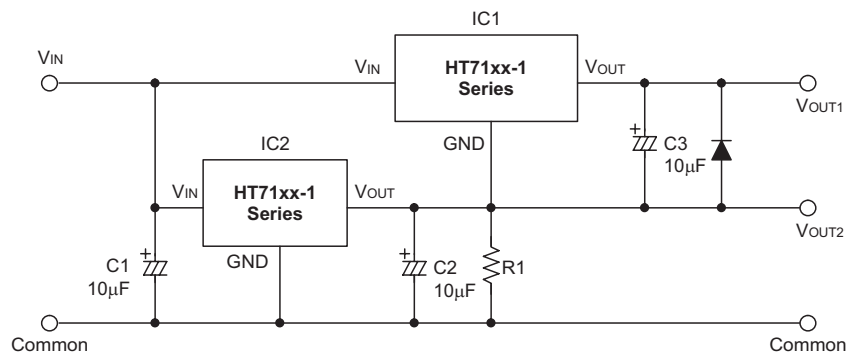 IC1
VIN
VIN
HT71xx-1
Series
VOUT
VOUT1
GND
C3
10μF
IC2
VIN
HT71xx-1
Series
VOUT
VOUT2
GND
C1
10μF
C2
10μF
R1
Common
Common